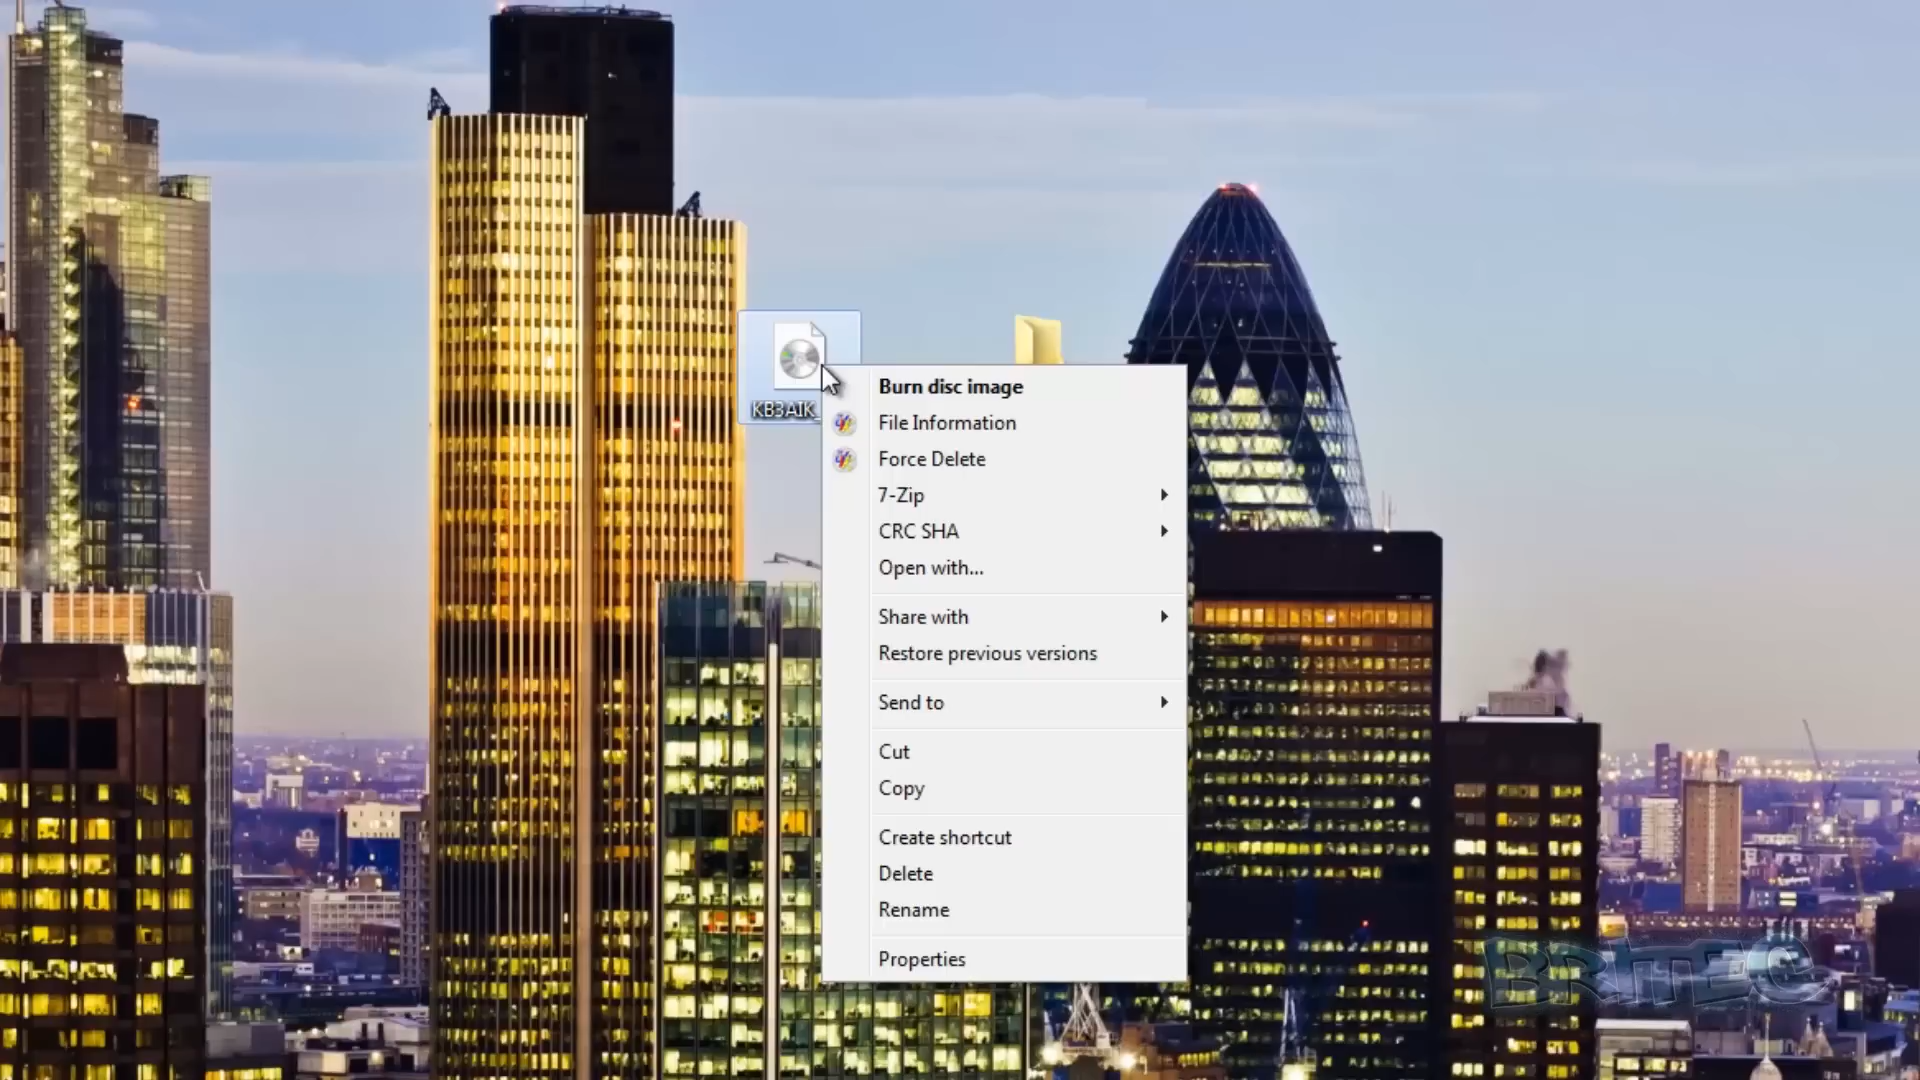 KB3AIK_
Burn disc image
File Information
Force Delete
7-Zip
CRC SHA
Open with...
Share with
Restore previous versions
Send to
Cut
Copy
Create shortcut
Delete
Rename
Properties
BRITEC